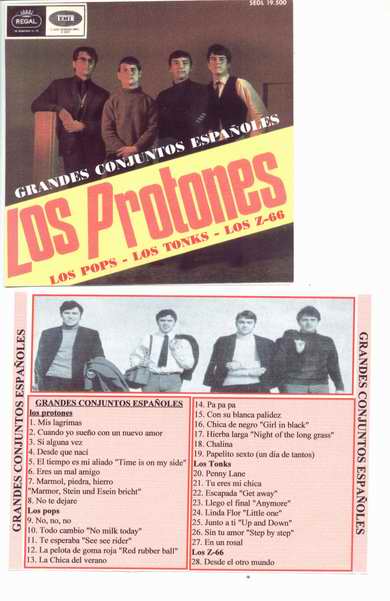 SEDL 19.500
REGAL
EMI
GRANDES CONJUNTOS ESPAÑOLES
Los Protones
LOS POPS - LOS TONKS - LOS Z-66
GRANDES CONJUNTOS ESPAÑOLES
GRANDES CONJUNTOS ESPAÑOLES
los protones
1. Mis lagrimas
2. Cuando yo sueño con un nuevo amor
3. Si alguna vez
4. Desde que nací
5. El tiempo es mi aliado "Time is on my side"
6. Eres un mal amigo
7. Marmol, piedra, hierro
"Marmor, Stein und Esein bricht"
8. No te dejare
Los pops
9. No, no, no
10. Todo cambio "No milk today"
11. Te esperaba "See see rider"
12. La pelota de goma roja "Red rubber ball"
13. La Chica del verano
14. Pa pa pa
15. Con su blanca palidez
16. Chica de negro "Girl in black"
17. Hierba larga "Night of the long grass"
18. Chalina
19. Papelito sexto (un dia de tantos)
Los Tonks
20. Penny Lane
21. Tu eres mi chica
22. Escapada "Get away"
23. Llego el final "Anymore"
24. Linda Flor "Little one"
25. Junto a ti "Up and Down"
26. Sin tu amor "Step by step"
27. En un rosal
Los Z-66
28. Desde el otro mundo
GRANDES CONJUNTOS ESPAÑOLES